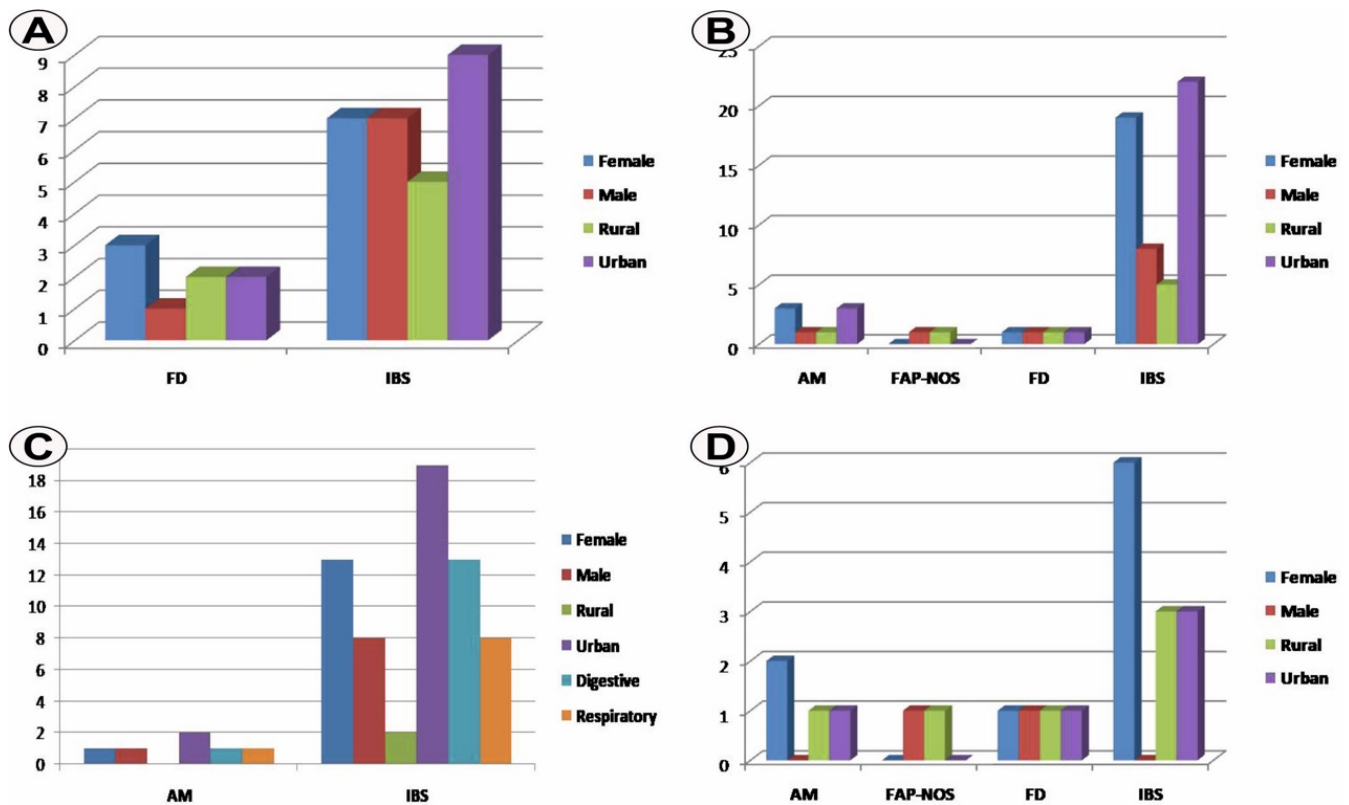 A
9
8
7
6
5
4
3
2
1
0
FD IBS
Female
Male
Rural
Urban
B
25
20
15
10
5
0
AM FAP-NOS FD IBS
Female
Male
Rural
Urban
C
18
16
14
12
10
8
6
4
2
0
AM IBS
Female
Male
Rural
Urban
Digestive
Respiratory
D
6
5
4
3
2
1
0
AM FAP-NOS FD IBS
Female
Male
Rural
Urban